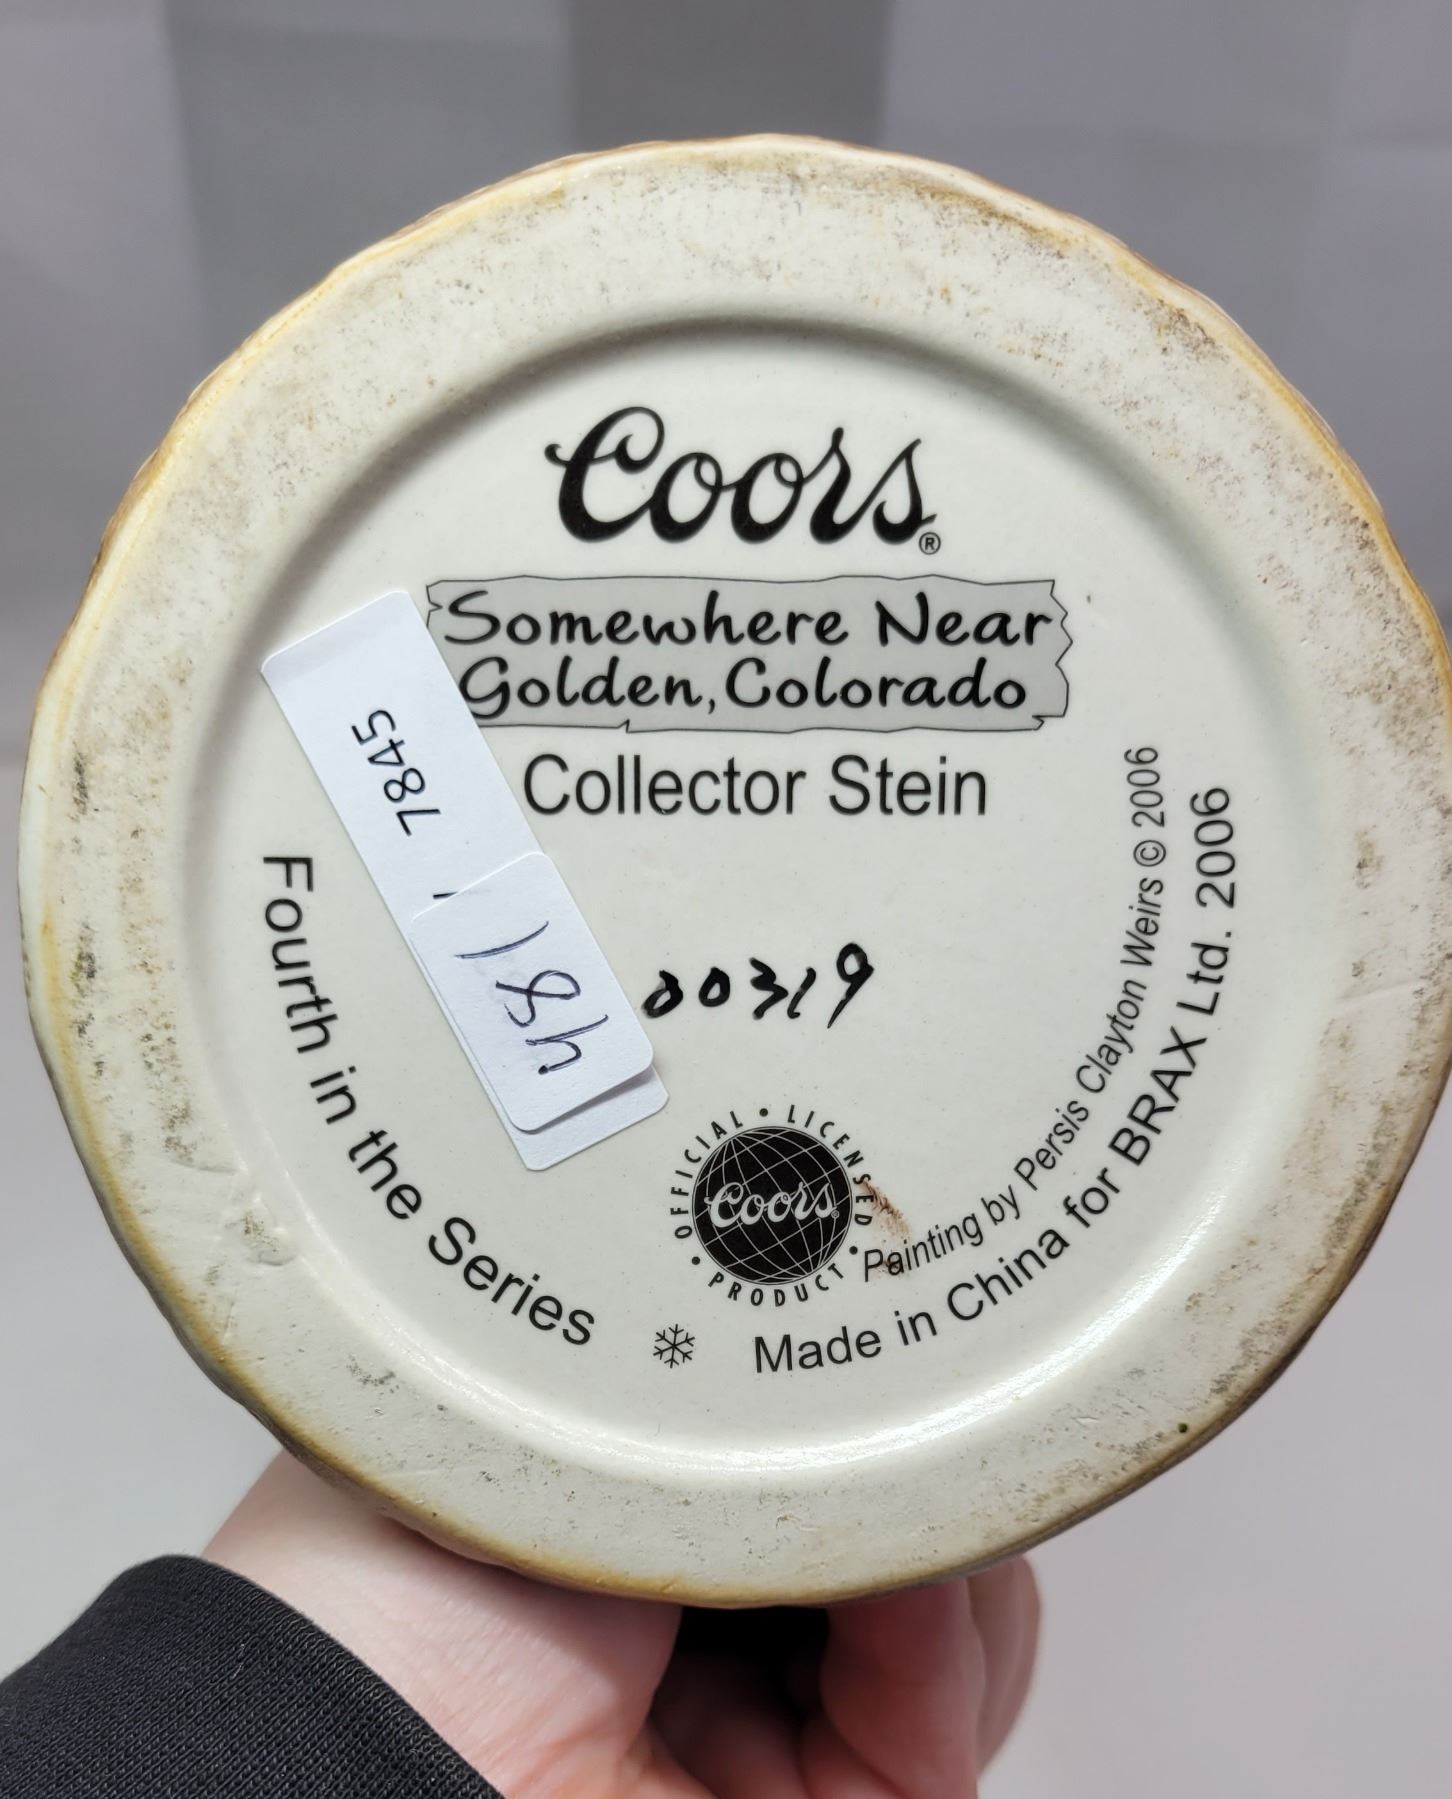 Coors®
Somewhere Near
Golden, Colorado
Collector Stein
7845
481
00319
Fourth in the Series
OFFICIAL • LICENSED • PRODUCT •
Coors®
Painting by Persis Clayton Weirs © 2006
Made in China for BRAX Ltd. 2006